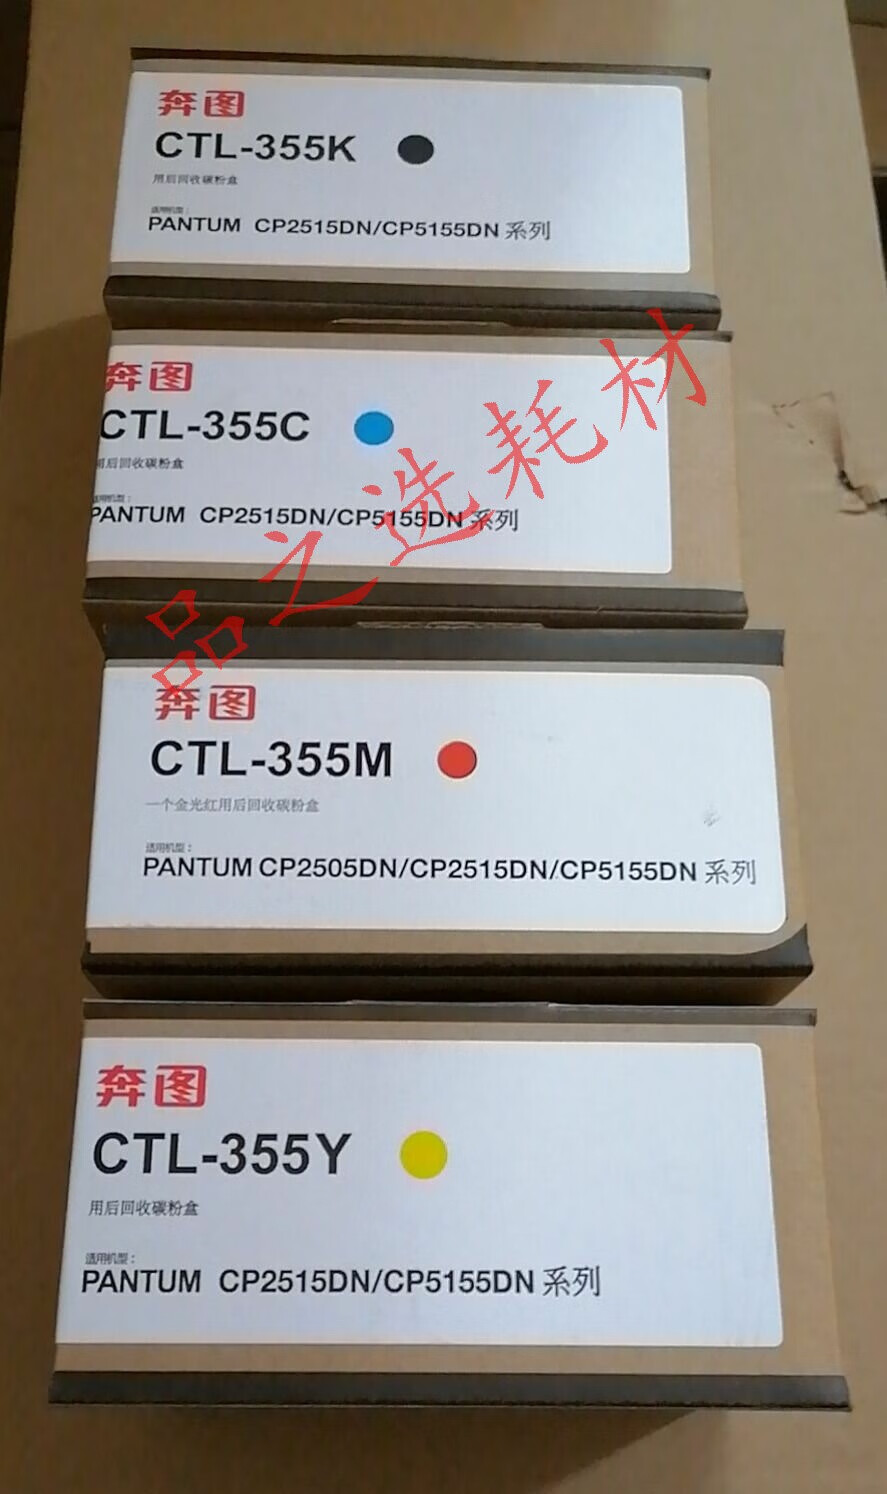 奔图
CTL-355K
用后回收碳粉盒
适用机型：
PANTUM CP2515DN/CP5155DN 系列
奔图
CTL-355C
用后回收碳粉盒
适用机型：
PANTUM CP2515DN/CP5155DN 系列
品之选耗材
奔图
CTL-355M
一个金光红用后回收碳粉盒
适用机型：
PANTUM CP2505DN/CP2515DN/CP5155DN 系列
奔图
CTL-355Y
用后回收碳粉盒
适用机型：
PANTUM CP2515DN/CP5155DN 系列